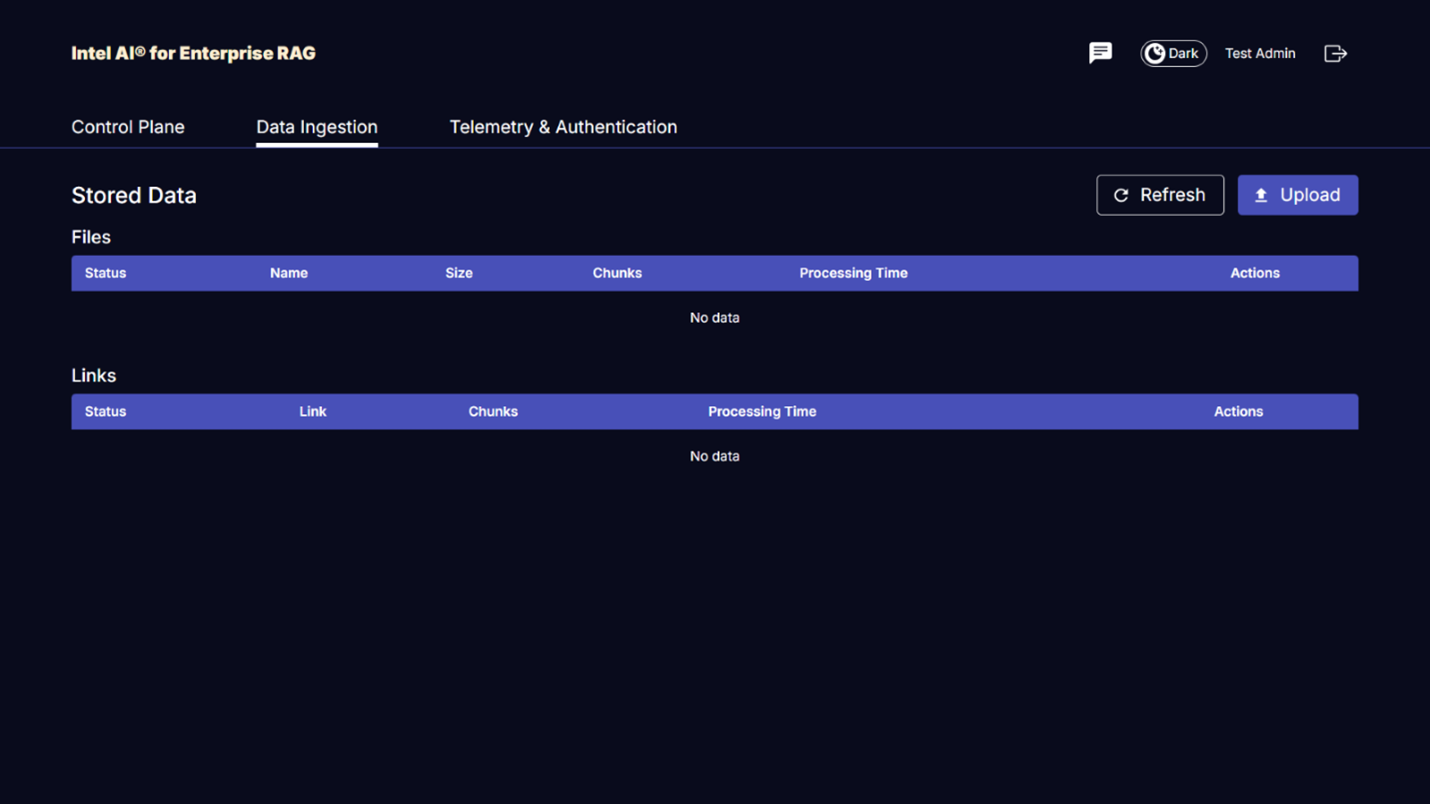 Intel AI® for Enterprise RAG
Dark
Test Admin
Control Plane
Data Ingestion
Telemetry & Authentication
Stored Data
Refresh
Upload
Files
Status Name Size Chunks Processing Time Actions
No data
Links
Status Link Chunks Processing Time Actions
No data